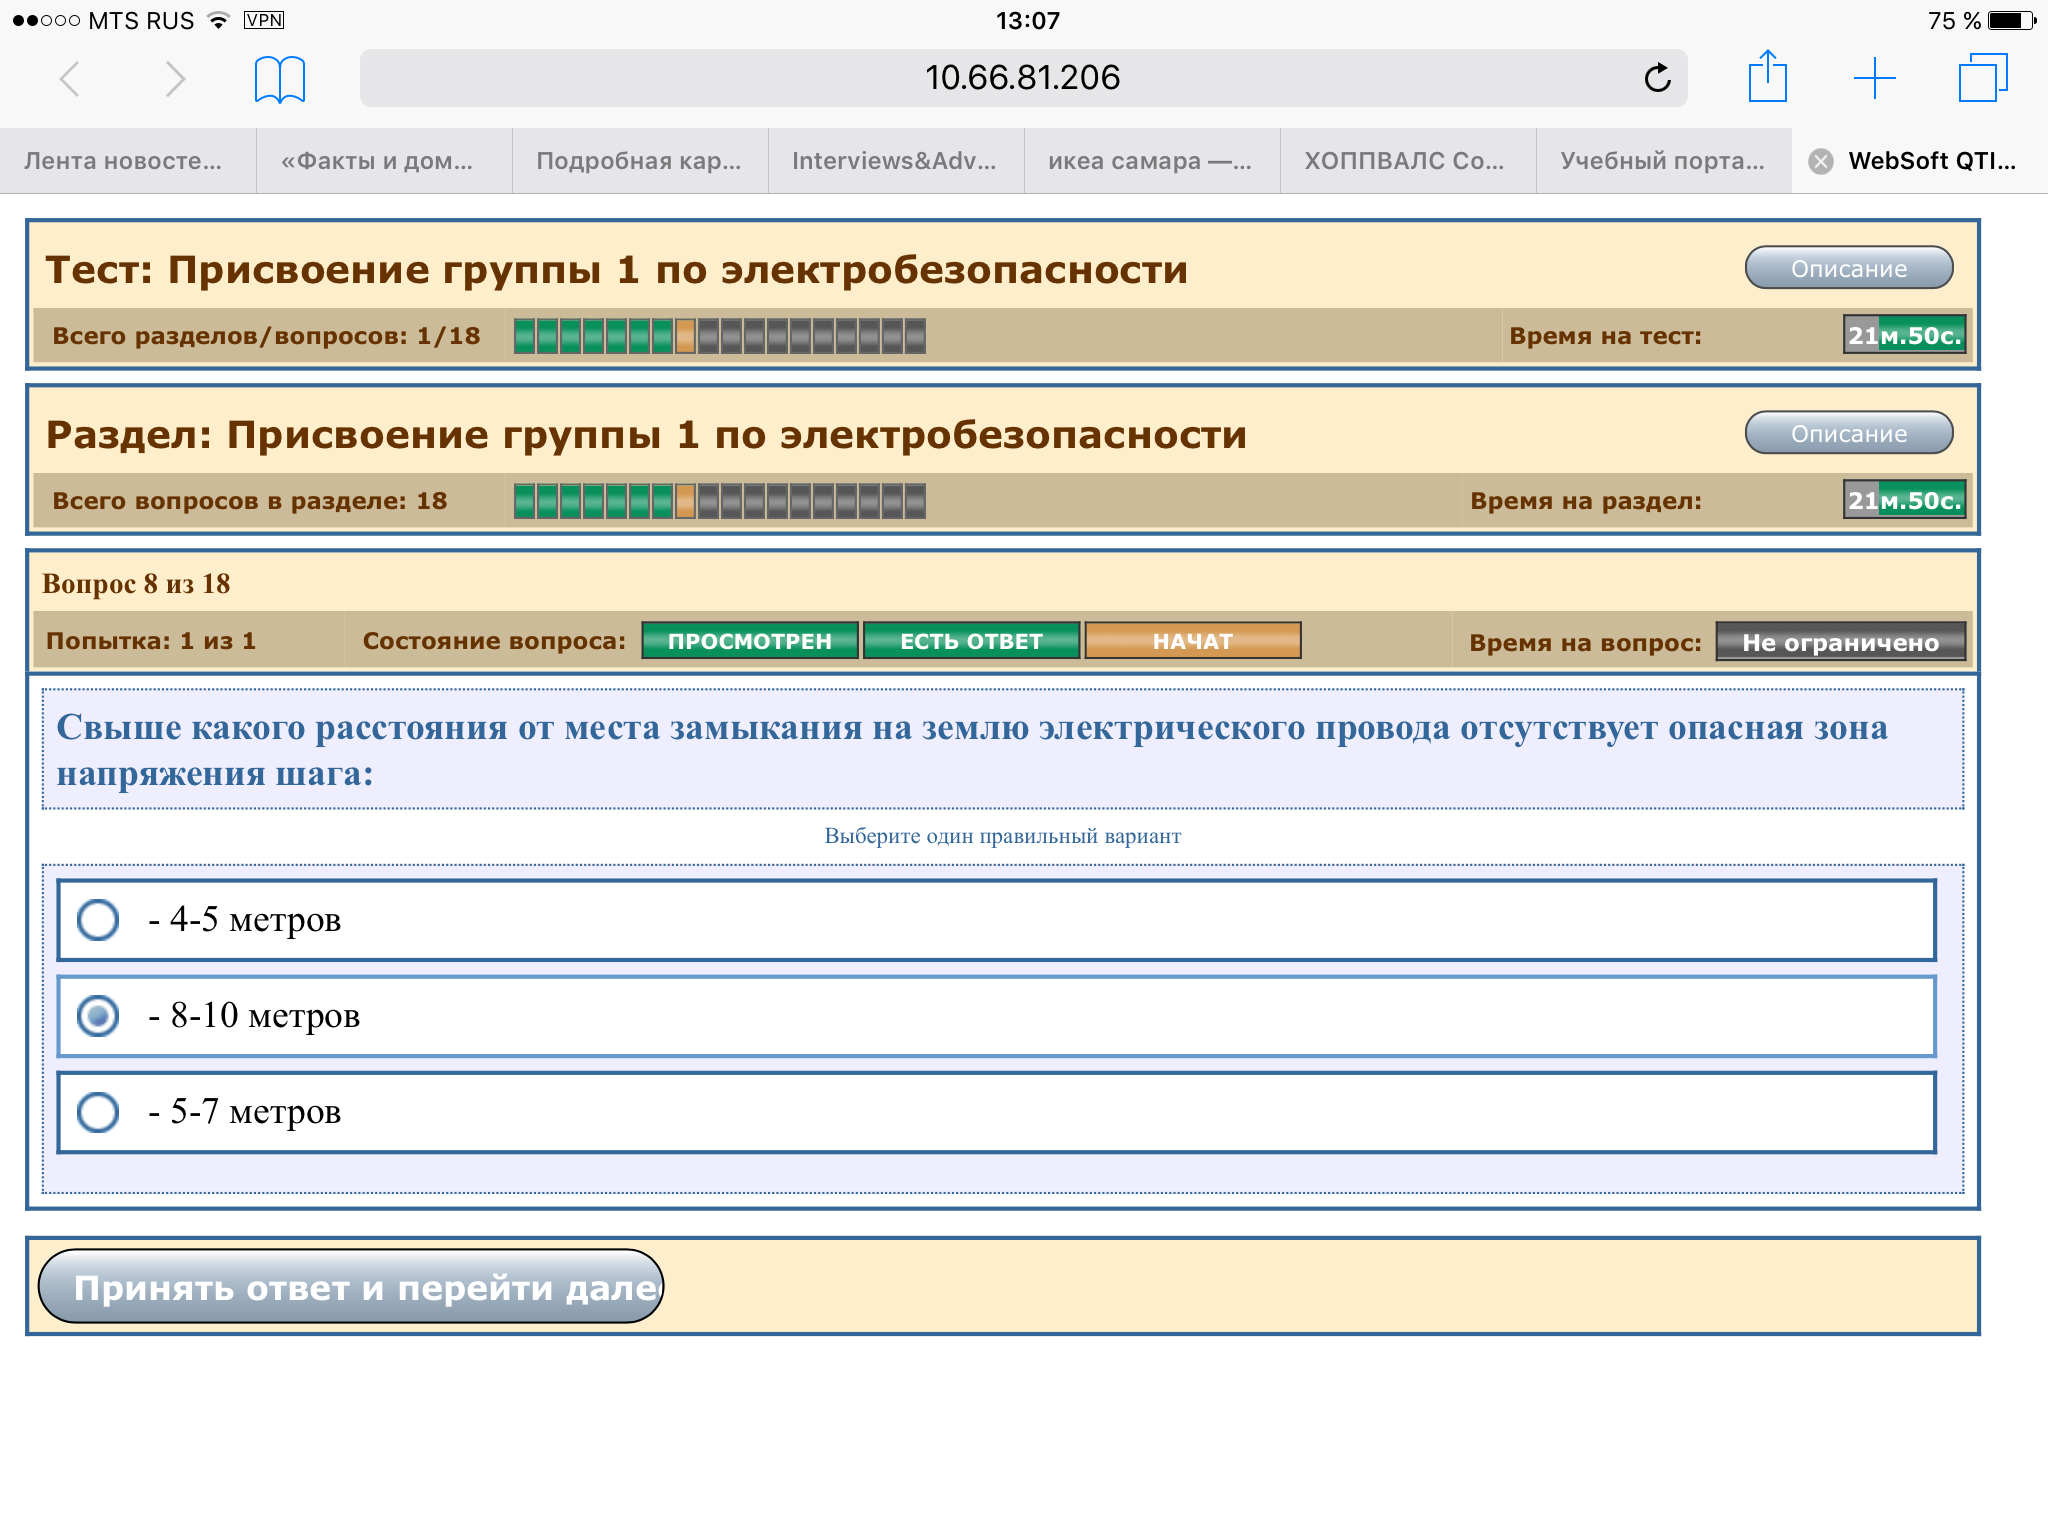 MTS RUS VPN 13:07 75 %
10.66.81.206
Лента новосте... «Факты и дом... Подробная кар... Interviews&Adv... икеа самара —... ХОППВАЛС Со... Учебный порта... WebSoft QTI...
Тест: Присвоение группы 1 по электробезопасности Описание
Всего разделов/вопросов: 1/18 Время на тест: 21м.50с.
Раздел: Присвоение группы 1 по электробезопасности Описание
Всего вопросов в разделе: 18 Время на раздел: 21м.50с.
Вопрос 8 из 18
Попытка: 1 из 1 Состояние вопроса: ПРОСМОТРЕН ЕСТЬ ОТВЕТ НАЧАТ Время на вопрос: Не ограничено
Свыше какого расстояния от места замыкания на землю электрического провода отсутствует опасная зона
напряжения шага:
Выберите один правильный вариант
- 4-5 метров
- 8-10 метров
- 5-7 метров
Принять ответ и перейти дале